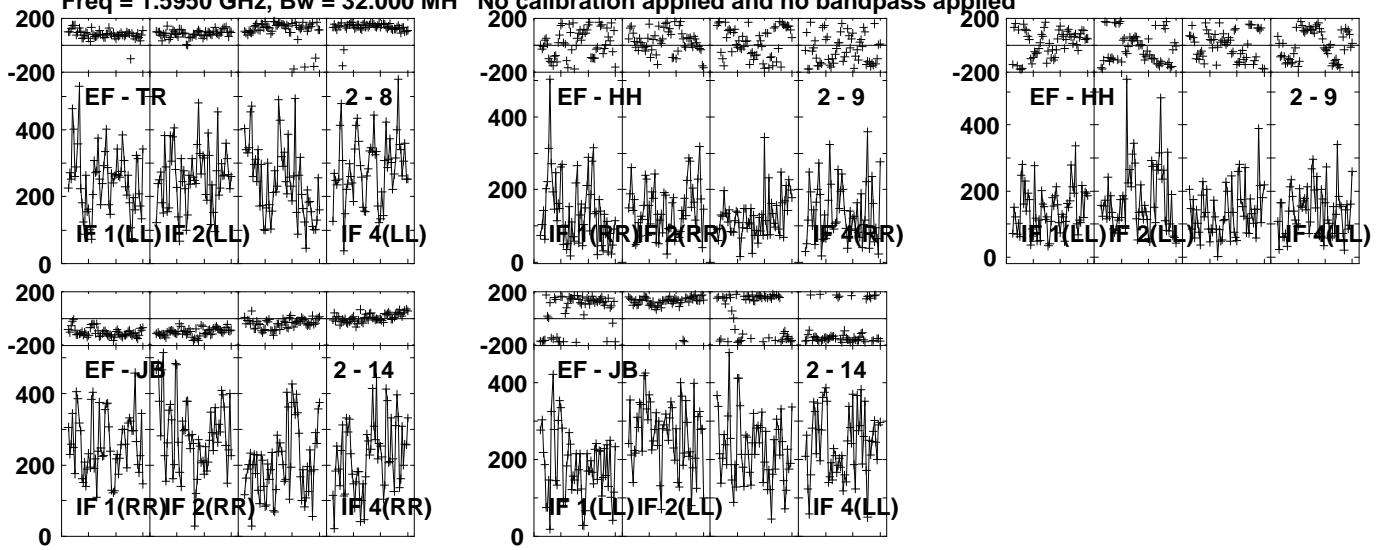 Freq = 1.5950 GHz, Bw = 32.000 MH No calibration applied and no bandpass applied
200
-200
EF - TR 2 - 8
400
200
0
IF 1(LL) IF 2(LL) IF 4(LL)
200
-200
EF - HH 2 - 9
400
200
0
IF 1(RR) IF 2(RR) IF 4(RR)
200
-200
EF - HH 2 - 9
400
200
0
IF 1(LL) IF 2(LL) IF 4(LL)
200
-200
EF - JB 2 - 14
400
200
0
IF 1(RR) IF 2(RR) IF 4(RR)
200
-200
EF - JB 2 - 14
400
200
0
IF 1(LL) IF 2(LL) IF 4(LL)